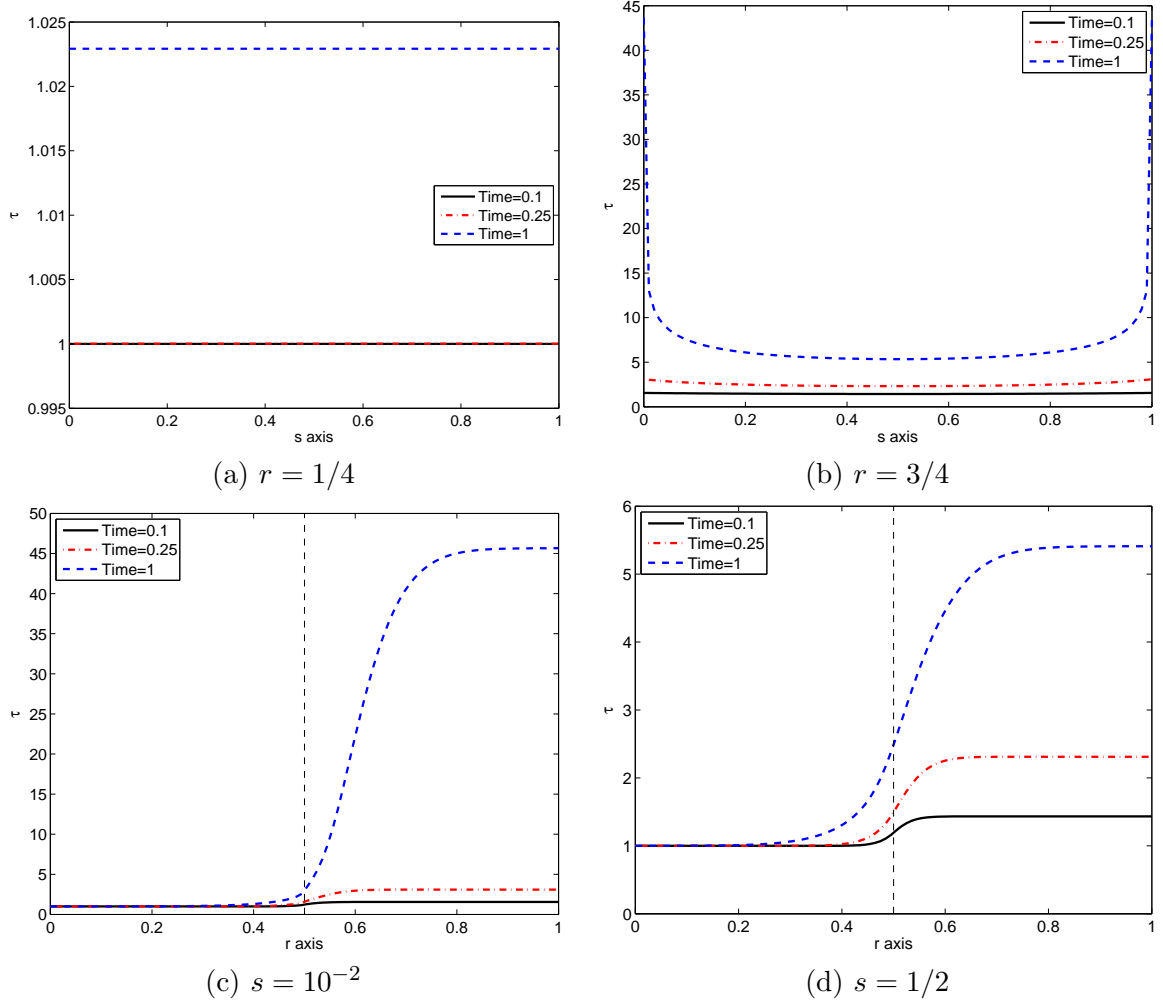 1.025
1.02
1.015
τ
1.01
1.005
1
0.995
0.2
0.4
0.6
0.8
1
s axis
Time=0.1
Time=0.25
Time=1
(a) r = 1/4
45
40
35
30
25
τ
20
15
10
5
0
0
0.2
0.4
0.6
0.8
1
s axis
Time=0.1
Time=0.25
Time=1
(b) r = 3/4
50
45
40
35
30
25
τ
20
15
10
5
0
0
0.2
0.4
0.6
0.8
1
r axis
Time=0.1
Time=0.25
Time=1
(c) s = 10⁻²
6
5
4
3
τ
2
1
0
0
0.2
0.4
0.6
0.8
1
r axis
Time=0.1
Time=0.25
Time=1
(d) s = 1/2